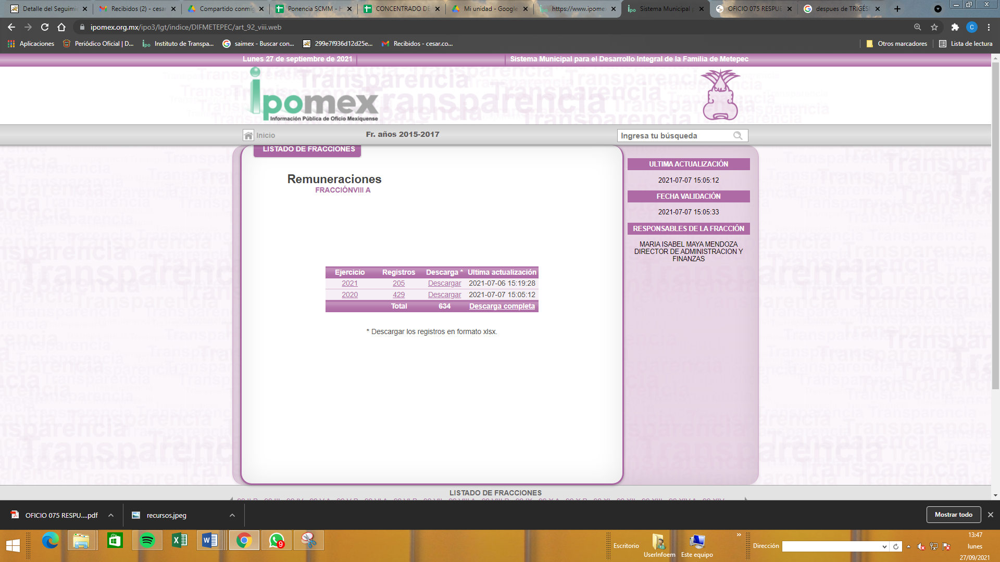 Detalle del Seguimi
Recibidos (2) - cesa
Compartido conmig
Ponencia SCMM - H
CONCENTRADO DE
Mi unidad - Google
https://www.ipome
Sistema Municipal p
OFICIO 075 RESPUE
despues de TRIGÉS
ipomex.org.mx/ipo3/lgt/indice/DIFMETEPEC/art_92_viii.web
C
Aplicaciones
Periódico Oficial | D...
Instituto de Transpa...
saimex - Buscar con...
299e7f936d12d25e...
Recibidos - cesar.co...
Otros marcadores
Lista de lectura
Lunes 27 de septiembre de 2021
Sistema Municipal para el Desarrollo Integral de la Familia de Metepec
Transparencia
ipomex
Información Pública de Oficio Mexiquense
Inicio
Fr. años 2015-2017
Ingresa tu búsqueda
LISTADO DE FRACCIONES
Remuneraciones
FRACCIÓNVIII A
Ejercicio Registros Descarga * Ultima actualización
2021 205 Descargar 2021-07-06 15:19:28
2020 429 Descargar 2021-07-07 15:05:12
Total 634 Descarga completa
* Descargar los registros en formato xlsx.
ULTIMA ACTUALIZACIÓN
2021-07-07 15:05:12
FECHA VALIDACIÓN
2021-07-07 15:05:33
RESPONSABLES DE LA FRACCIÓN
MARIA ISABEL MAYA MENDOZA
DIRECTOR DE ADMINISTRACION Y
FINANZAS
LISTADO DE FRACCIONES
OFICIO 075 RESPU....pdf
recursos.jpeg
Mostrar todo
9
Escritorio
UserInfoem
Este equipo
»
Dirección
13:47
lunes
27/09/2021